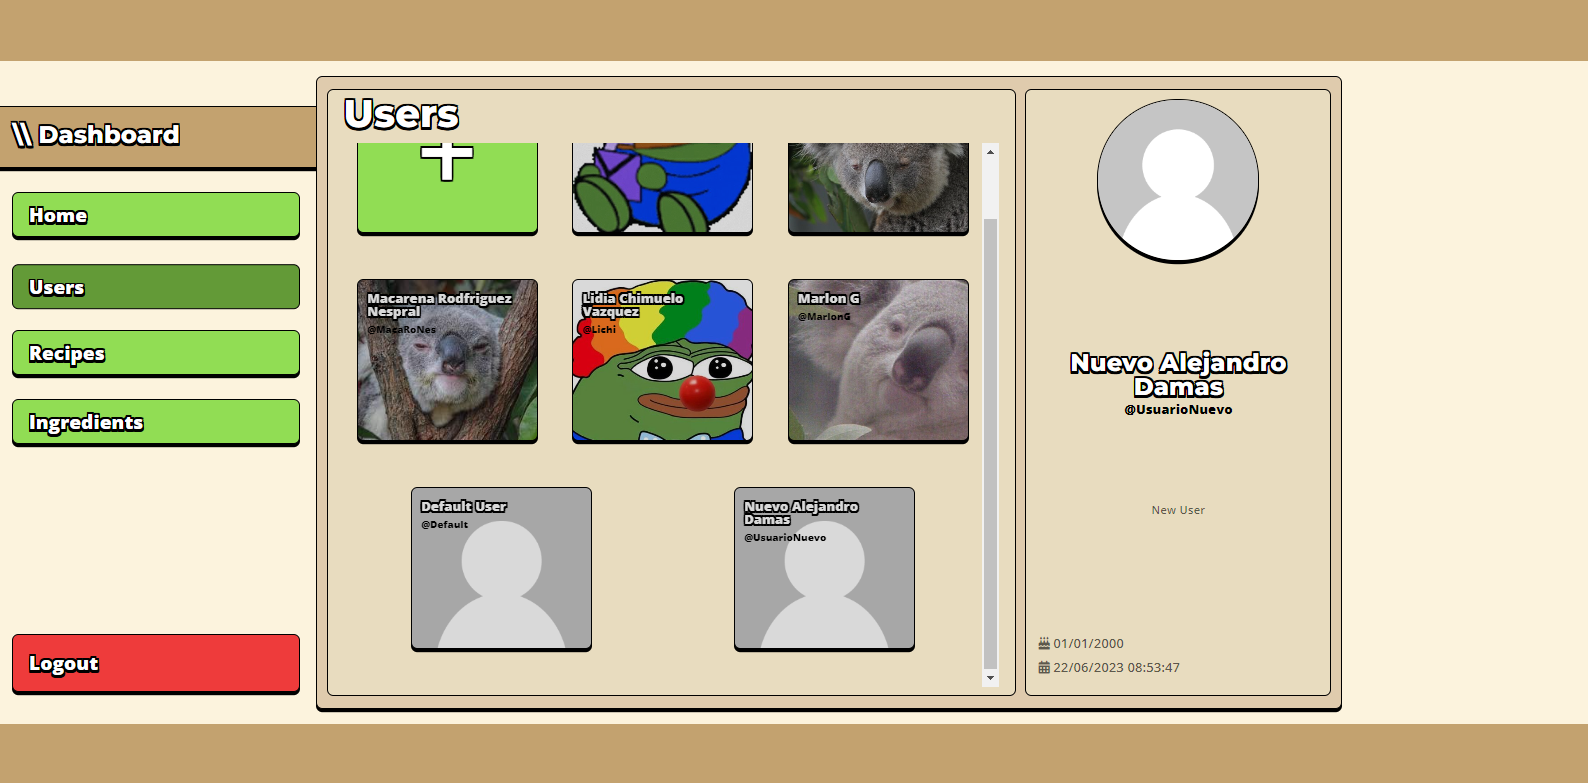 \\ Dashboard
Home
Users
Recipes
Ingredients
Logout
Users
+
Macarena Rodfriguez
Nespral
@MacaRoNes
Lidia Chimuelo
Vazquez
@Lichi
Marlon G
@MarlonG
Default User
@Default
Nuevo Alejandro
Damas
@UsuarioNuevo
Nuevo Alejandro
Damas
@UsuarioNuevo
New User
01/01/2000
22/06/2023 08:53:47